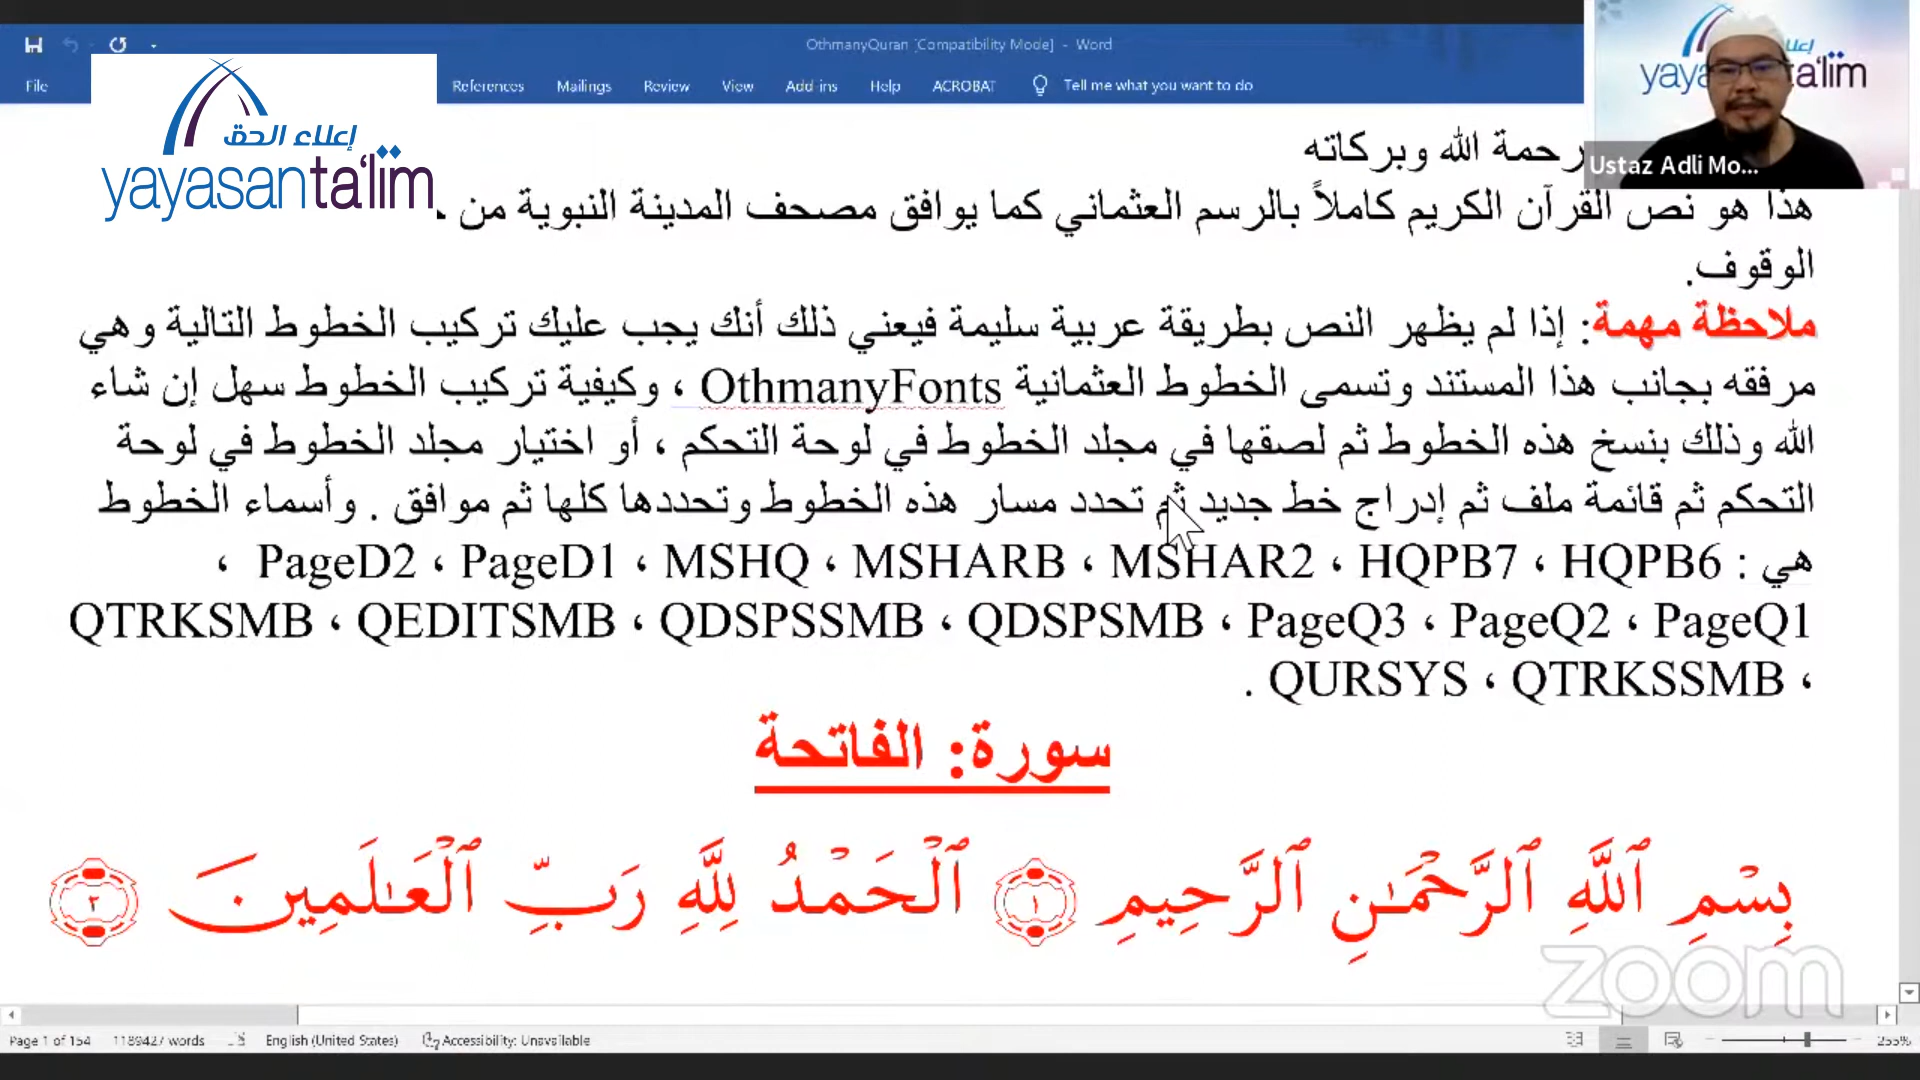 OthmanyQuran [Compatibility Mode] - Word
File References Mailings Review View Add-ins Help ACROBAT Tell me what you want to do
إعلاء الحق
yayasanta'lim
Ustaz Adli Mo...
رحمة الله وبركاته
هذا هو نص القرآن الكريم كاملاً بالرسم العثماني كما يوافق مصحف المدينة النبوية من
الوقوف.
ملاحظة مهمة: إذا لم يظهر النص بطريقة عربية سليمة فيعني ذلك أنك يجب عليك تركيب الخطوط التالية وهي
مرفقه بجانب هذا المستند وتسمى الخطوط العثمانية OthmanyFonts ، وكيفية تركيب الخطوط سهل إن شاء
الله وذلك بنسخ هذه الخطوط ثم لصقها في مجلد الخطوط في لوحة التحكم ، أو اختيار مجلد الخطوط في لوحة
التحكم ثم قائمة ملف ثم إدراج خط جديد ثم تحدد مسار هذه الخطوط وتحددها كلها ثم موافق . وأسماء الخطوط
هي : HQPB6 ، HQPB7 ، MSHAR2 ، MSHARB ، MSHQ ، PageD1 ، PageD2 ،
PageQ1 ، PageQ2 ، PageQ3 ، QDSPSMB ، QDSPSSMB ، QEDITSMB ، QTRKSMB
، QTRKSSMB ، QURSYS .
سورة: الفاتحة
بِسْمِ ٱللَّهِ ٱلرَّحْمَـٰنِ ٱلرَّحِيمِ ١ ٱلْحَمْدُ لِلَّهِ رَبِّ ٱلْعَـٰلَمِينَ ٢
zoom
Page 1 of 154 1189427 words English (United States) Accessibility: Unavailable 255%